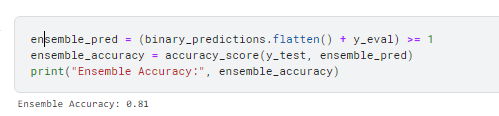 ensemble_pred = (binary_predictions.flatten() + y_eval) >= 1
ensemble_accuracy = accuracy_score(y_test, ensemble_pred)
print("Ensemble Accuracy:", ensemble_accuracy)
Ensemble Accuracy: 0.81